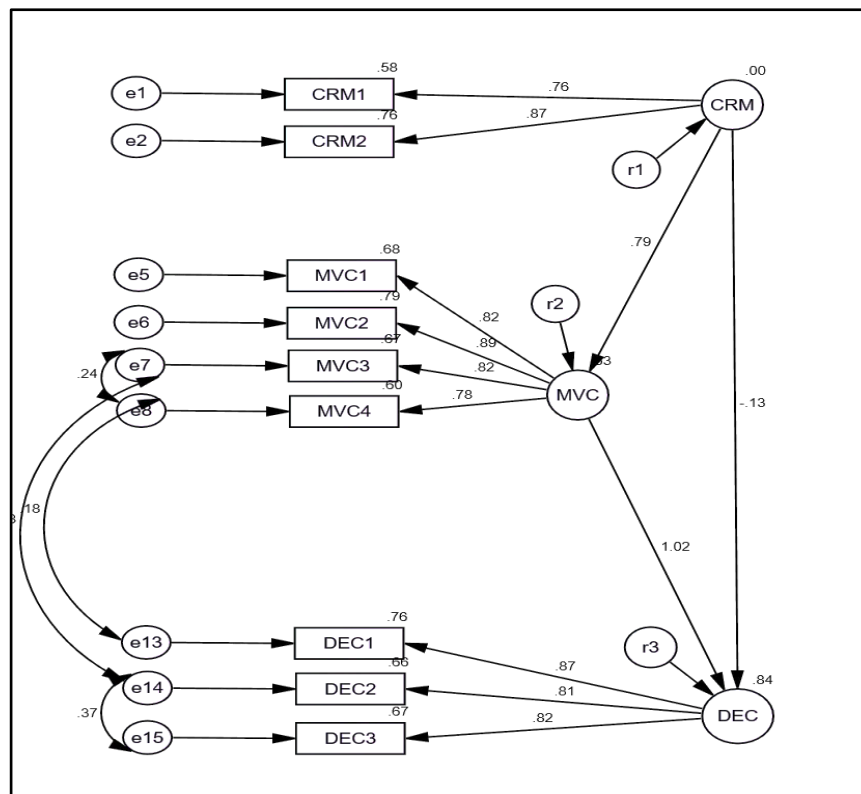 .58
.00
e1
CRM1
.76
CRM
.76
e2
CRM2
.87
r1
.79
.68
e5
MVC1
.79
r2
e6
MVC2
.82
.89
.67
e7
MVC3
.82
.24
.60
e8
MVC4
.78
MVC
-.13
.18
1.02
.76
e13
DEC1
r3
.66
.87
.84
e14
DEC2
.81
.37
.67
DEC
e15
DEC3
.82